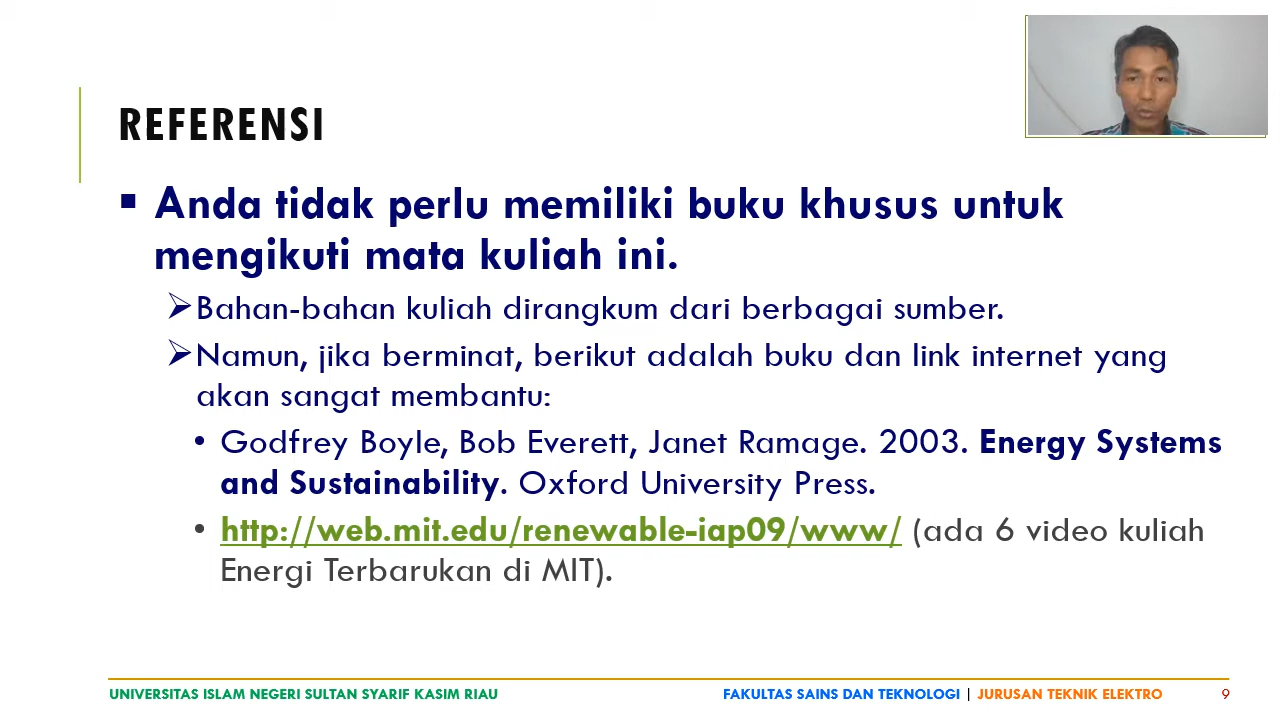 REFERENSI
▪ Anda tidak perlu memiliki buku khusus untuk
mengikuti mata kuliah ini.
➢Bahan-bahan kuliah dirangkum dari berbagai sumber.
➢Namun, jika berminat, berikut adalah buku dan link internet yang
akan sangat membantu:
• Godfrey Boyle, Bob Everett, Janet Ramage. 2003. Energy Systems
and Sustainability. Oxford University Press.
• http://web.mit.edu/renewable-iap09/www/ (ada 6 video kuliah
Energi Terbarukan di MIT).
UNIVERSITAS ISLAM NEGERI SULTAN SYARIF KASIM RIAU FAKULTAS SAINS DAN TEKNOLOGI | JURUSAN TEKNIK ELEKTRO 9